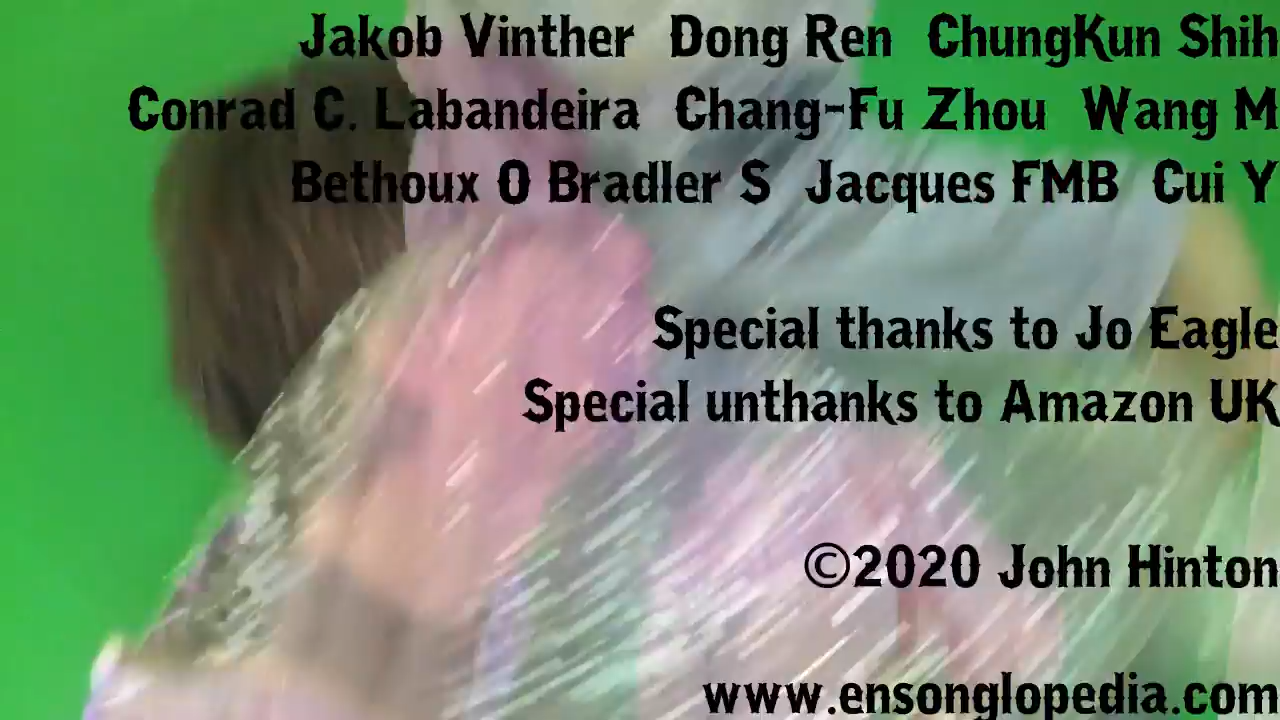 Jakob Vinther Dong Ren ChungKun Shih
Conrad C. Labandeira Chang-Fu Zhou Wang M
Bethoux O Bradler S Jacques FMB Cui Y
Special thanks to Jo Eagle
Special unthanks to Amazon UK
©2020 John Hinton
www.ensonglopedia.com